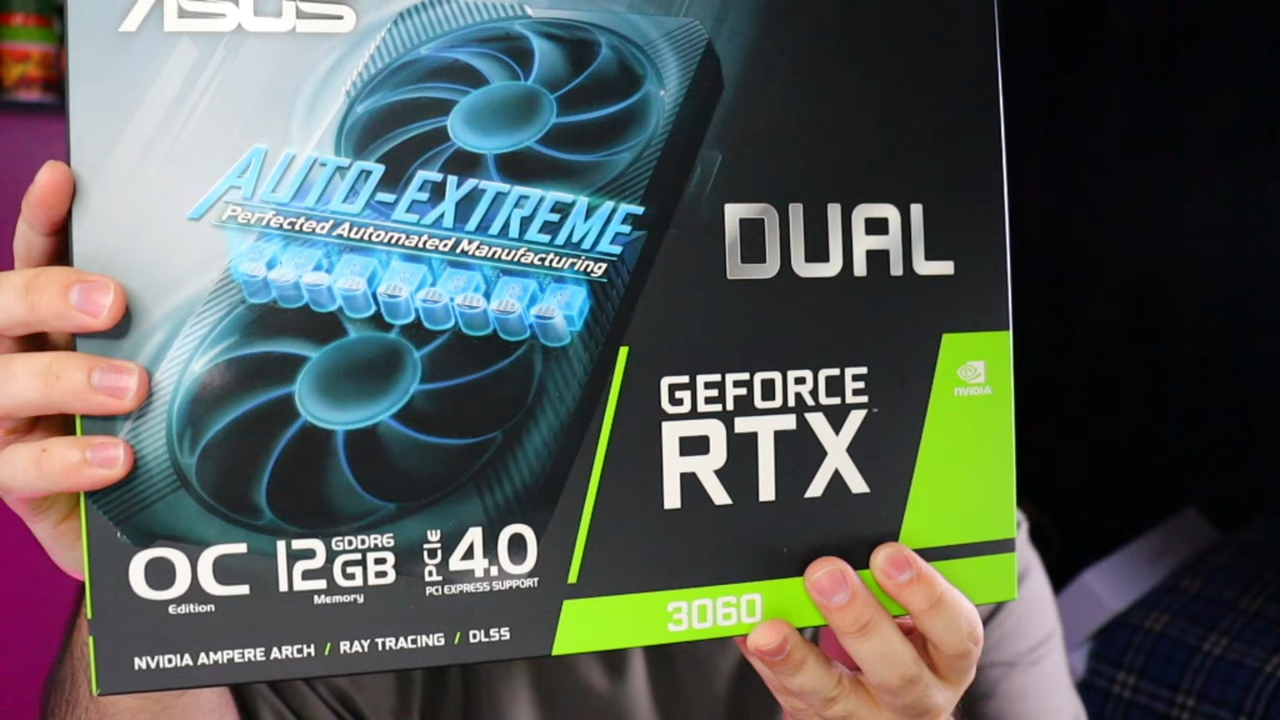 ASUS
AUTO-EXTREME
Perfected Automated Manufacturing
DUAL
GEFORCE
RTX™
NVIDIA
OC
Edition
12GB
GDDR6
Memory
PCIe 4.0
PCI EXPRESS SUPPORT
3060
NVIDIA AMPERE ARCH / RAY TRACING / DLSS